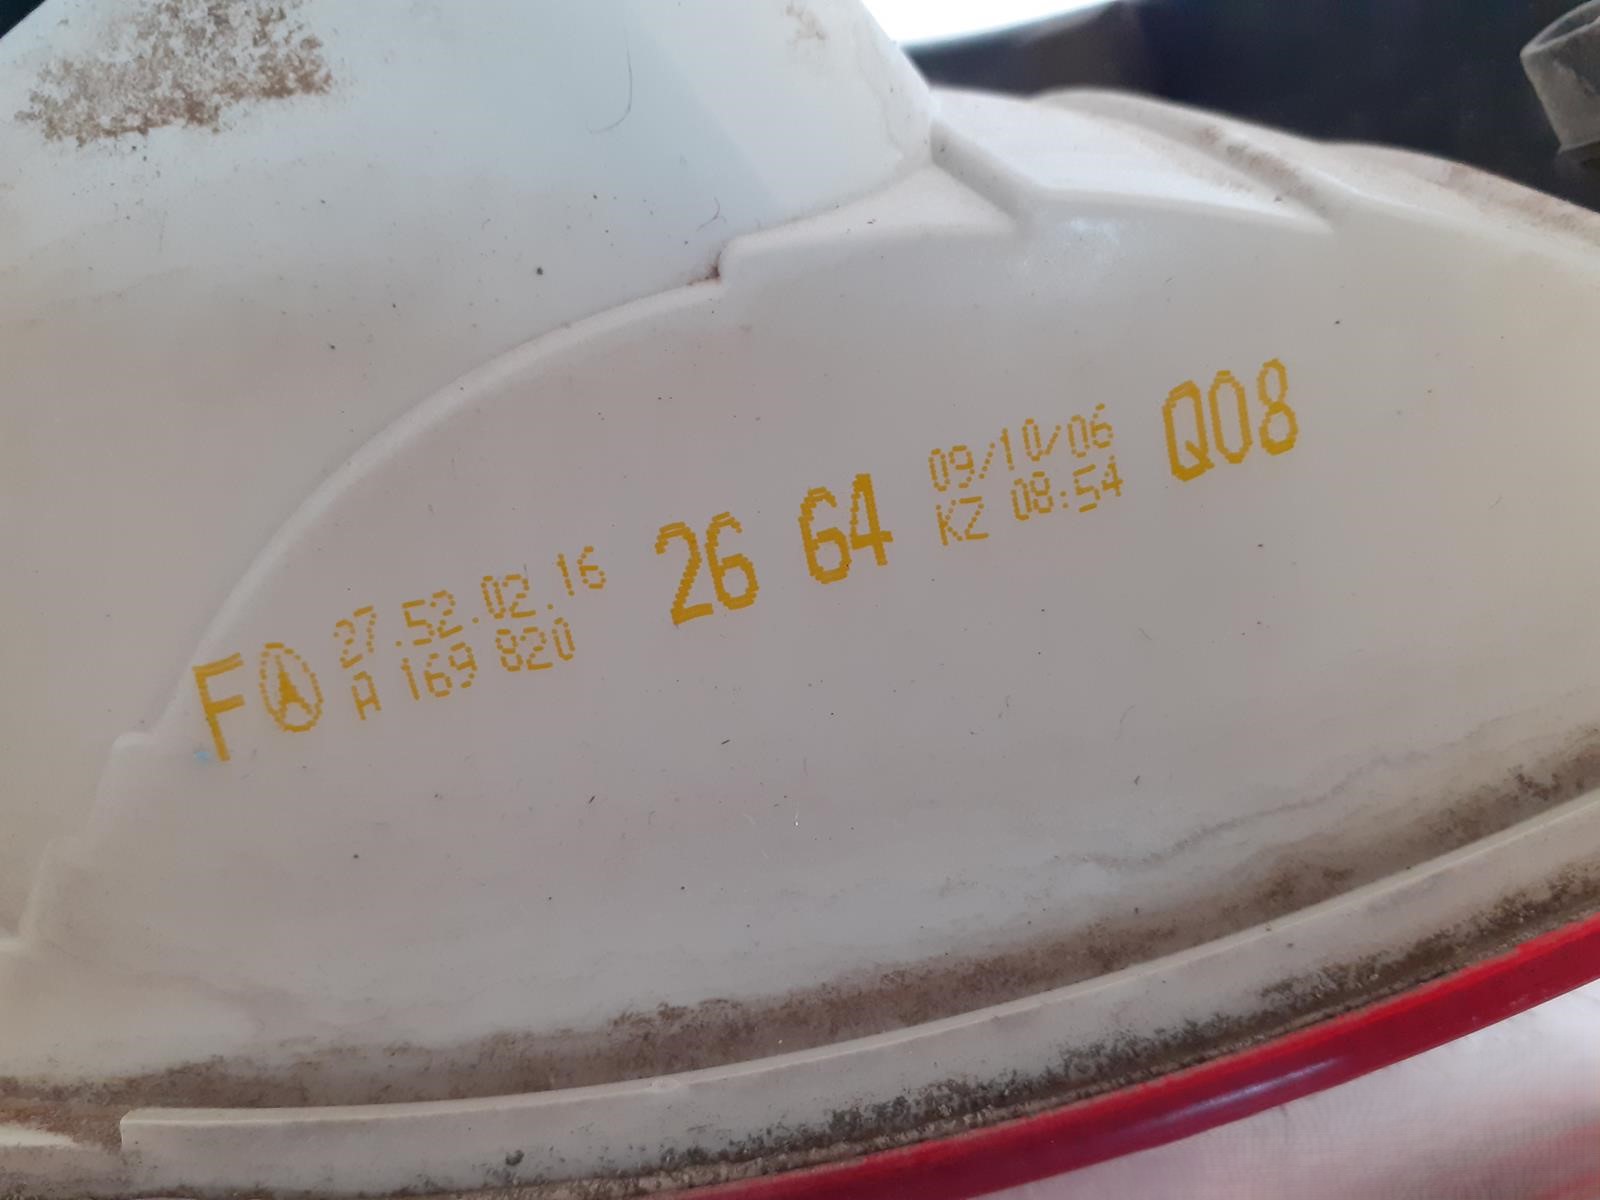 F 27.52.02.16
A 169 820 26 64
09/10/06
KZ 08:54 Q08